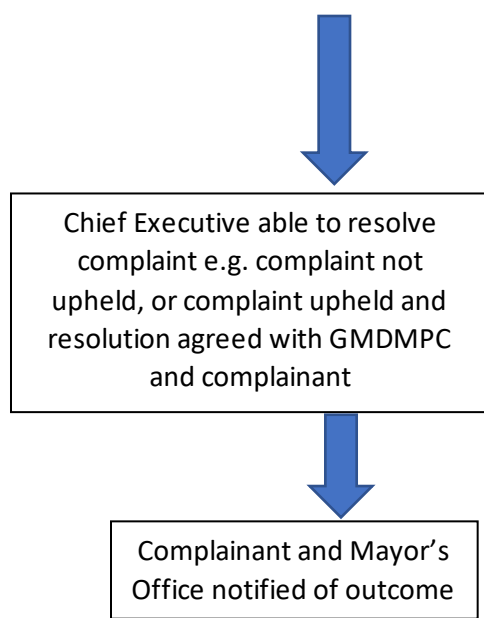 Chief Executive able to resolve
complaint e.g. complaint not
upheld, or complaint upheld and
resolution agreed with GMDMPC
and complainant
Complainant and Mayor’s
Office notified of outcome